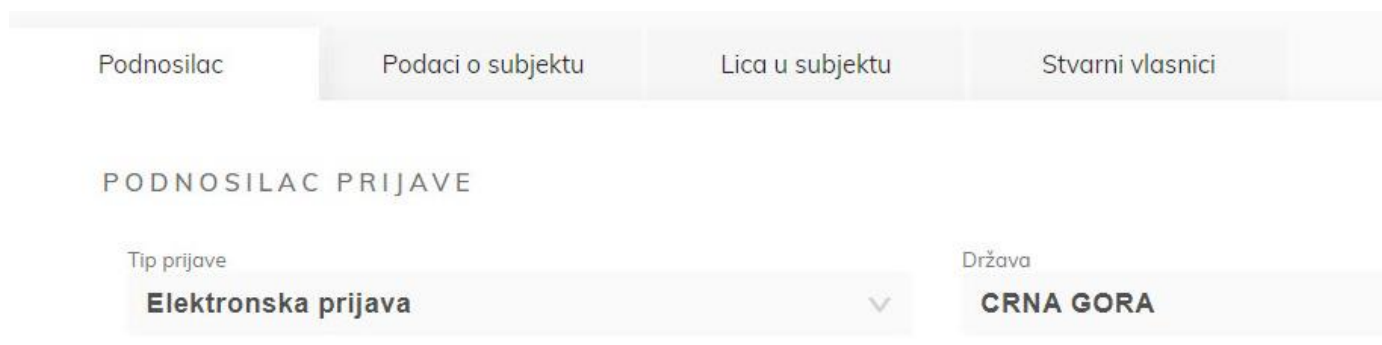 Podnosilac Podaci o subjektu Lica u subjektu Stvarni vlasnici
PODNOSILAC PRIJAVE
Tip prijave Država
Elektronska prijava CRNA GORA